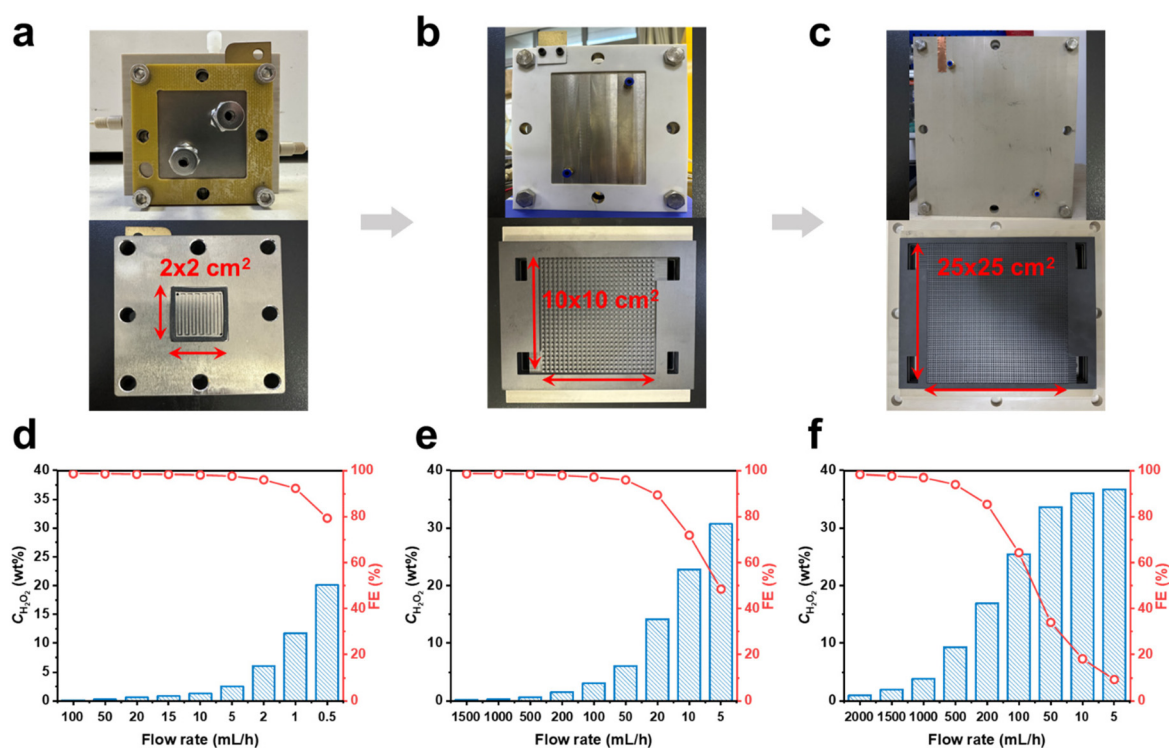 a
b
c
2x2 cm²
10x10 cm²
25x25 cm²
d
e
f
40
35
30
25
20
15
10
5
0
C_H₂O₂ (wt%)
100
80
60
40
20
0
FE (%)
100 50 20 15 10 5 2 1 0.5
Flow rate (mL/h)
40
30
20
10
0
C_H₂O₂ (wt%)
100
80
60
40
20
0
FE (%)
1500 1000 500 200 100 50 20 10 5
Flow rate (mL/h)
40
35
30
25
20
15
10
5
0
C_H₂O₂ (wt%)
100
80
60
40
20
0
FE (%)
2000 1500 1000 500 200 100 50 10 5
Flow rate (mL/h)